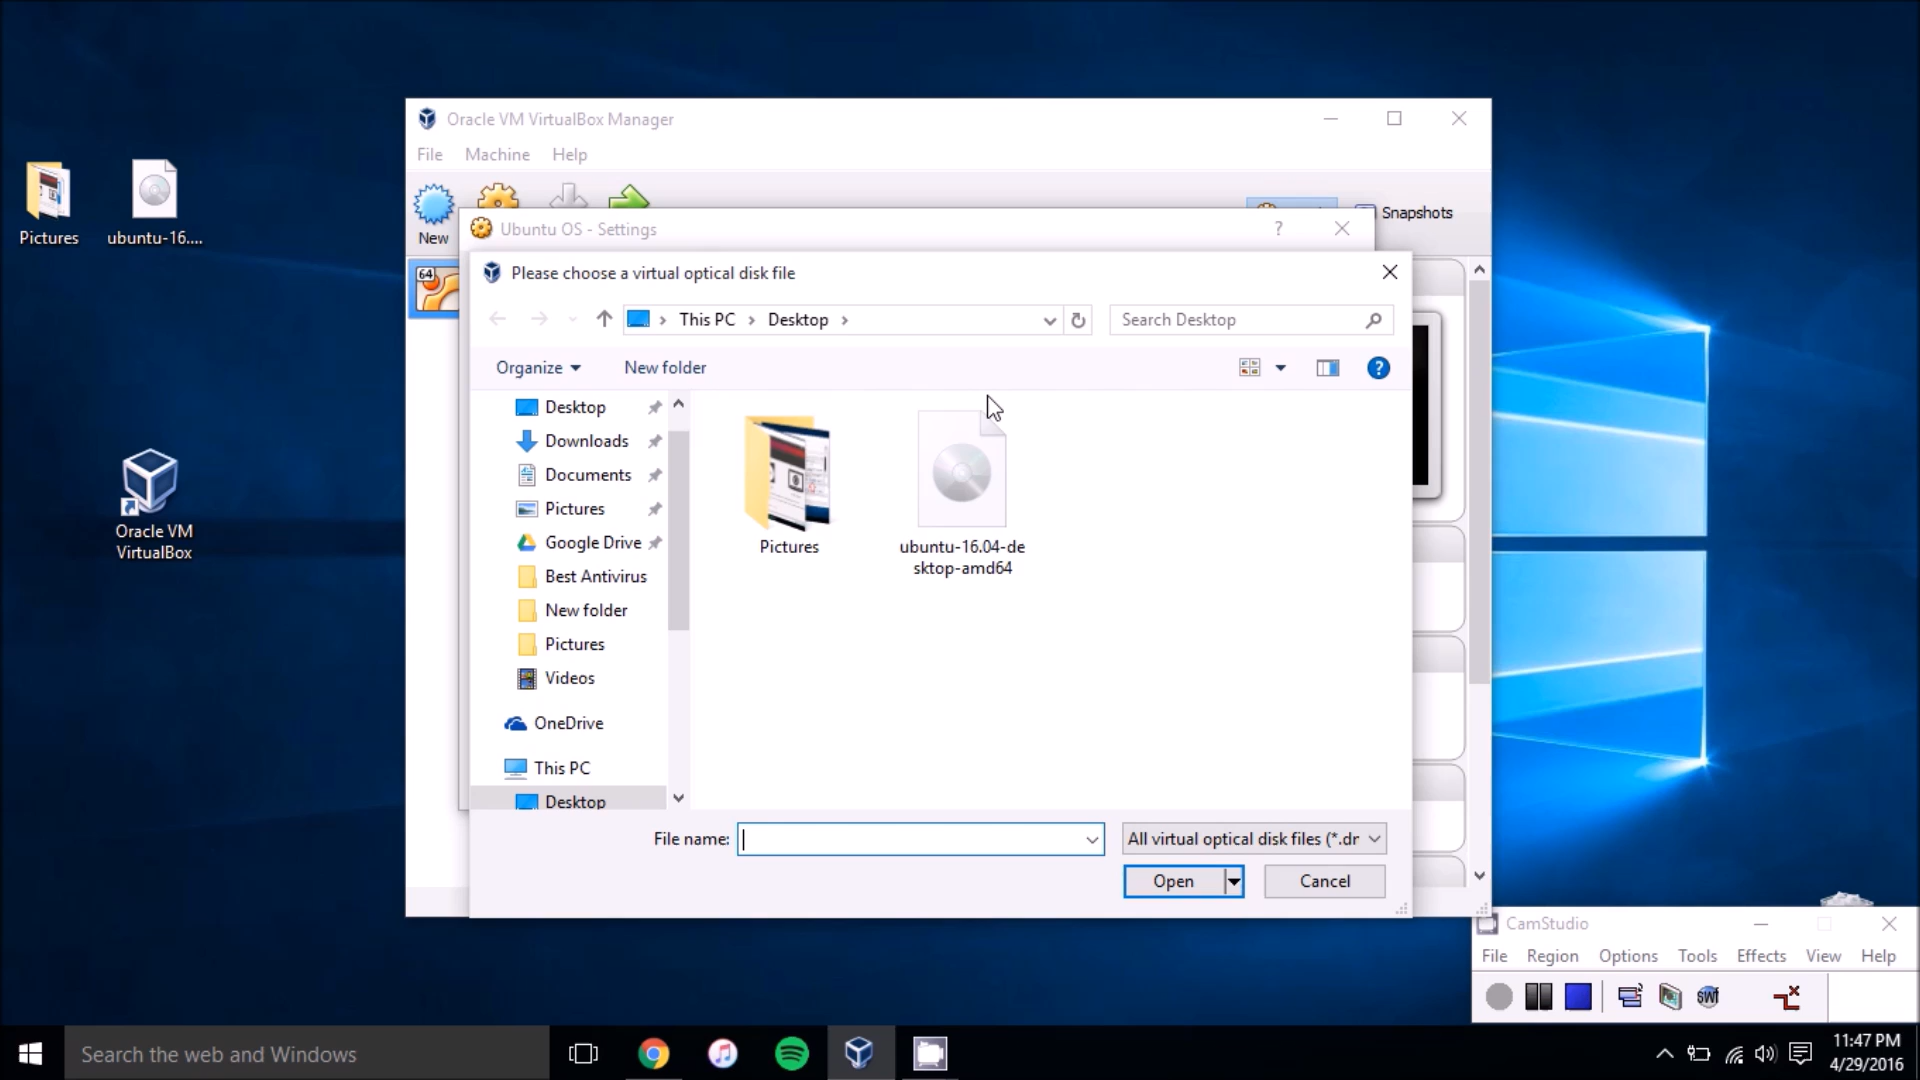 Pictures
ubuntu-16....
Oracle VM
VirtualBox
Oracle VM VirtualBox Manager
File Machine Help
New
Snapshots
64
Ubuntu OS - Settings
?
Please choose a virtual optical disk file
This PC > Desktop >
Search Desktop
Organize
New folder
?
Desktop
Downloads
Documents
Pictures
Google Drive
Best Antivirus
New folder
Pictures
Videos
OneDrive
This PC
Desktop
Pictures
ubuntu-16.04-de
sktop-amd64
File name:
All virtual optical disk files (*.dr
Open
Cancel
CamStudio
File Region Options Tools Effects View Help
swf
Search the web and Windows
11:47 PM
4/29/2016